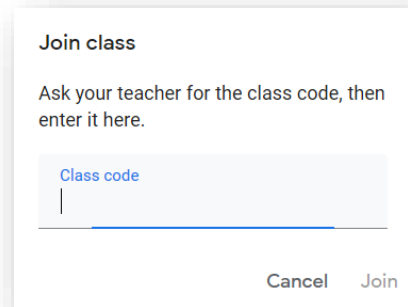 Join class
Ask your teacher for the class code, then
enter it here.
Class code
Cancel Join